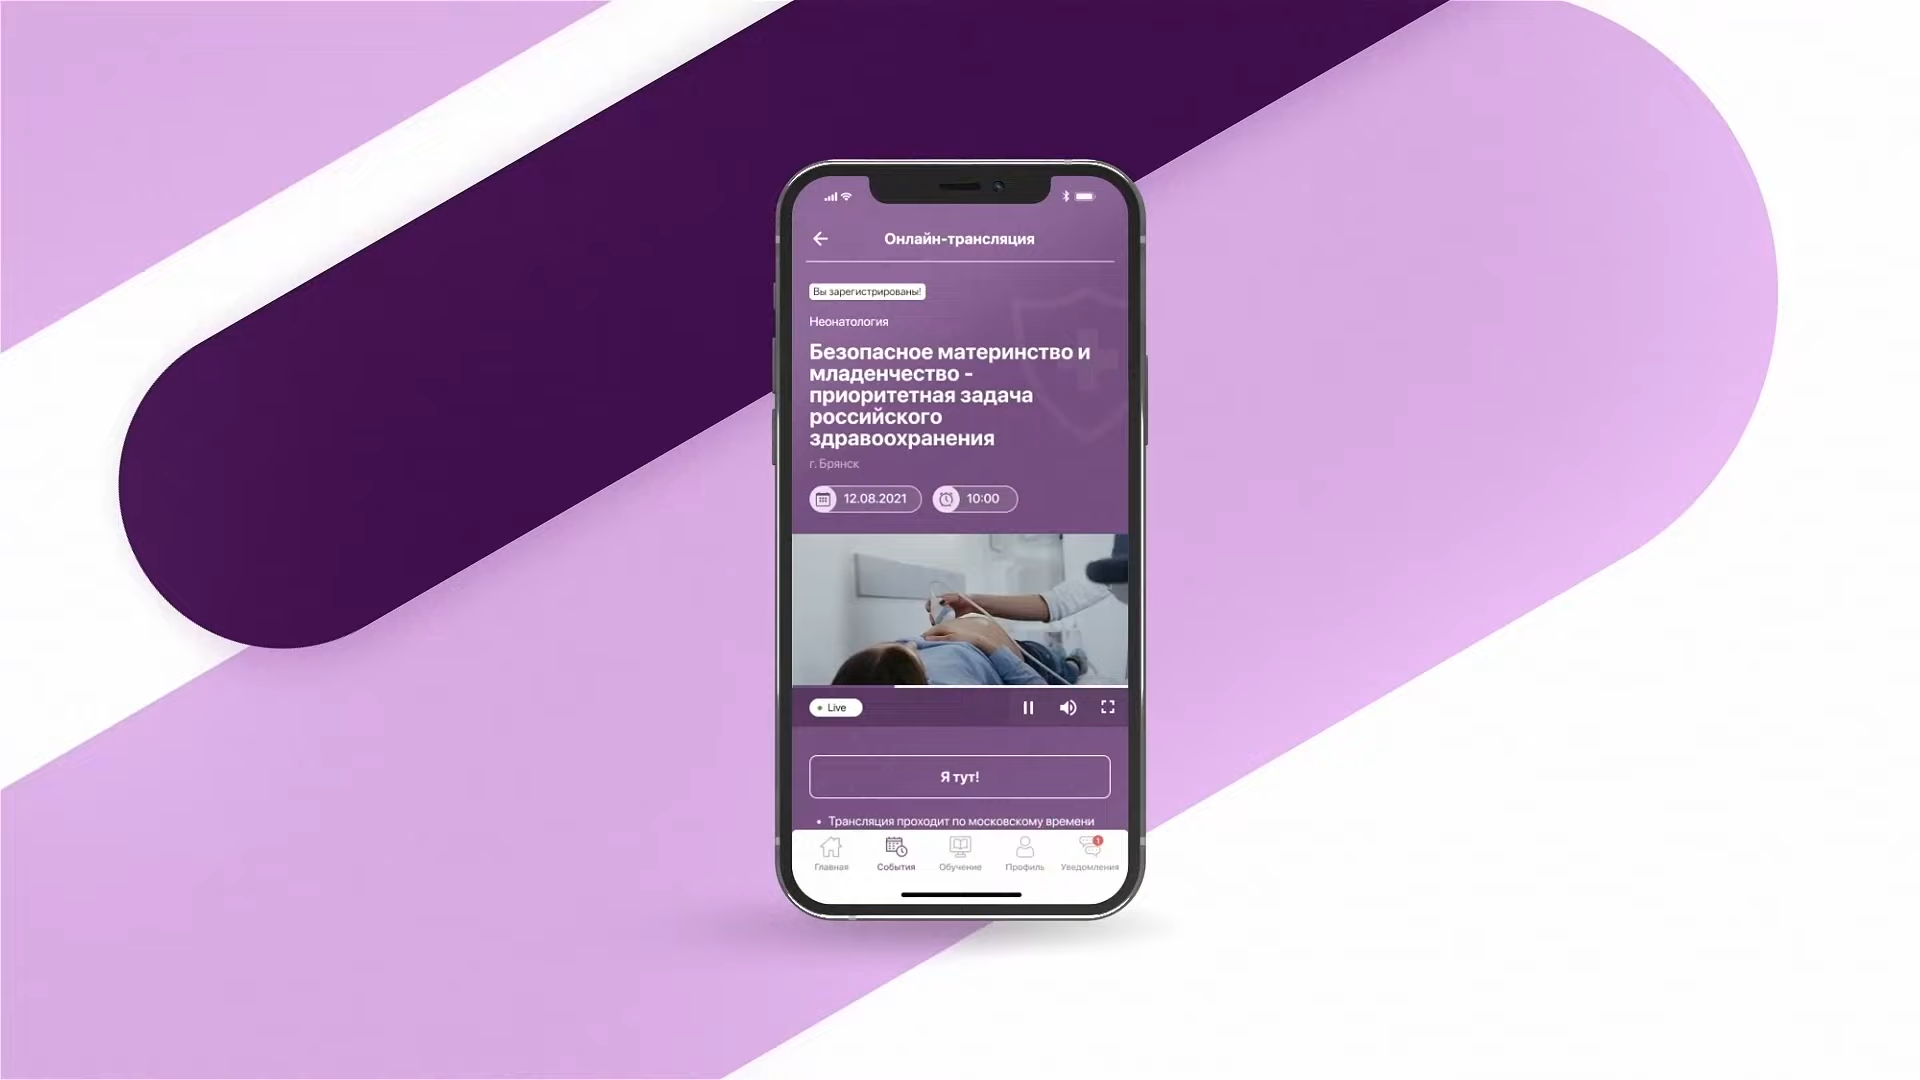 Онлайн-трансляция
Вы зарегистрированы!
Неонатология
Безопасное материнство и
младенчество -
приоритетная задача
российского
здравоохранения
г. Брянск
12.08.2021 10:00
Live
Я тут!
• Трансляция проходит по московскому времени
1
Главная События Обучение Профиль Уведомления